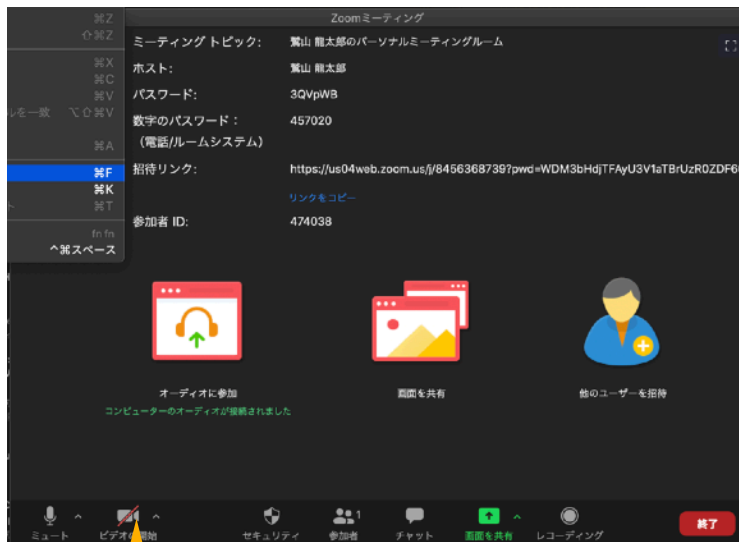 ⌘Z
⇧⌘Z
⌘X
⌘C
⌘V
ルを一致 ⌥⇧⌘V
⌘A
⌘F
⌘K
ト ⌘T
fn fn
^⌘スペース
Zoomミーティング
ミーティング トピック: 鷲山 龍太郎のパーソナルミーティングルーム
ホスト: 鷲山 龍太郎
パスワード: 3QVpWB
数字のパスワード: 457020
(電話/ルームシステム)
招待リンク: https://us04web.zoom.us/j/8456368739?pwd=WDM3bHdjTFAyU3V1aTBrUzR0ZDF6
リンクをコピー
参加者 ID: 474038
オーディオに参加 画面を共有 他のユーザーを招待
コンピューターのオーディオが接続されました
1
ミュート ビデオの開始 セキュリティ 参加者 チャット 画面を共有 レコーディング 終了